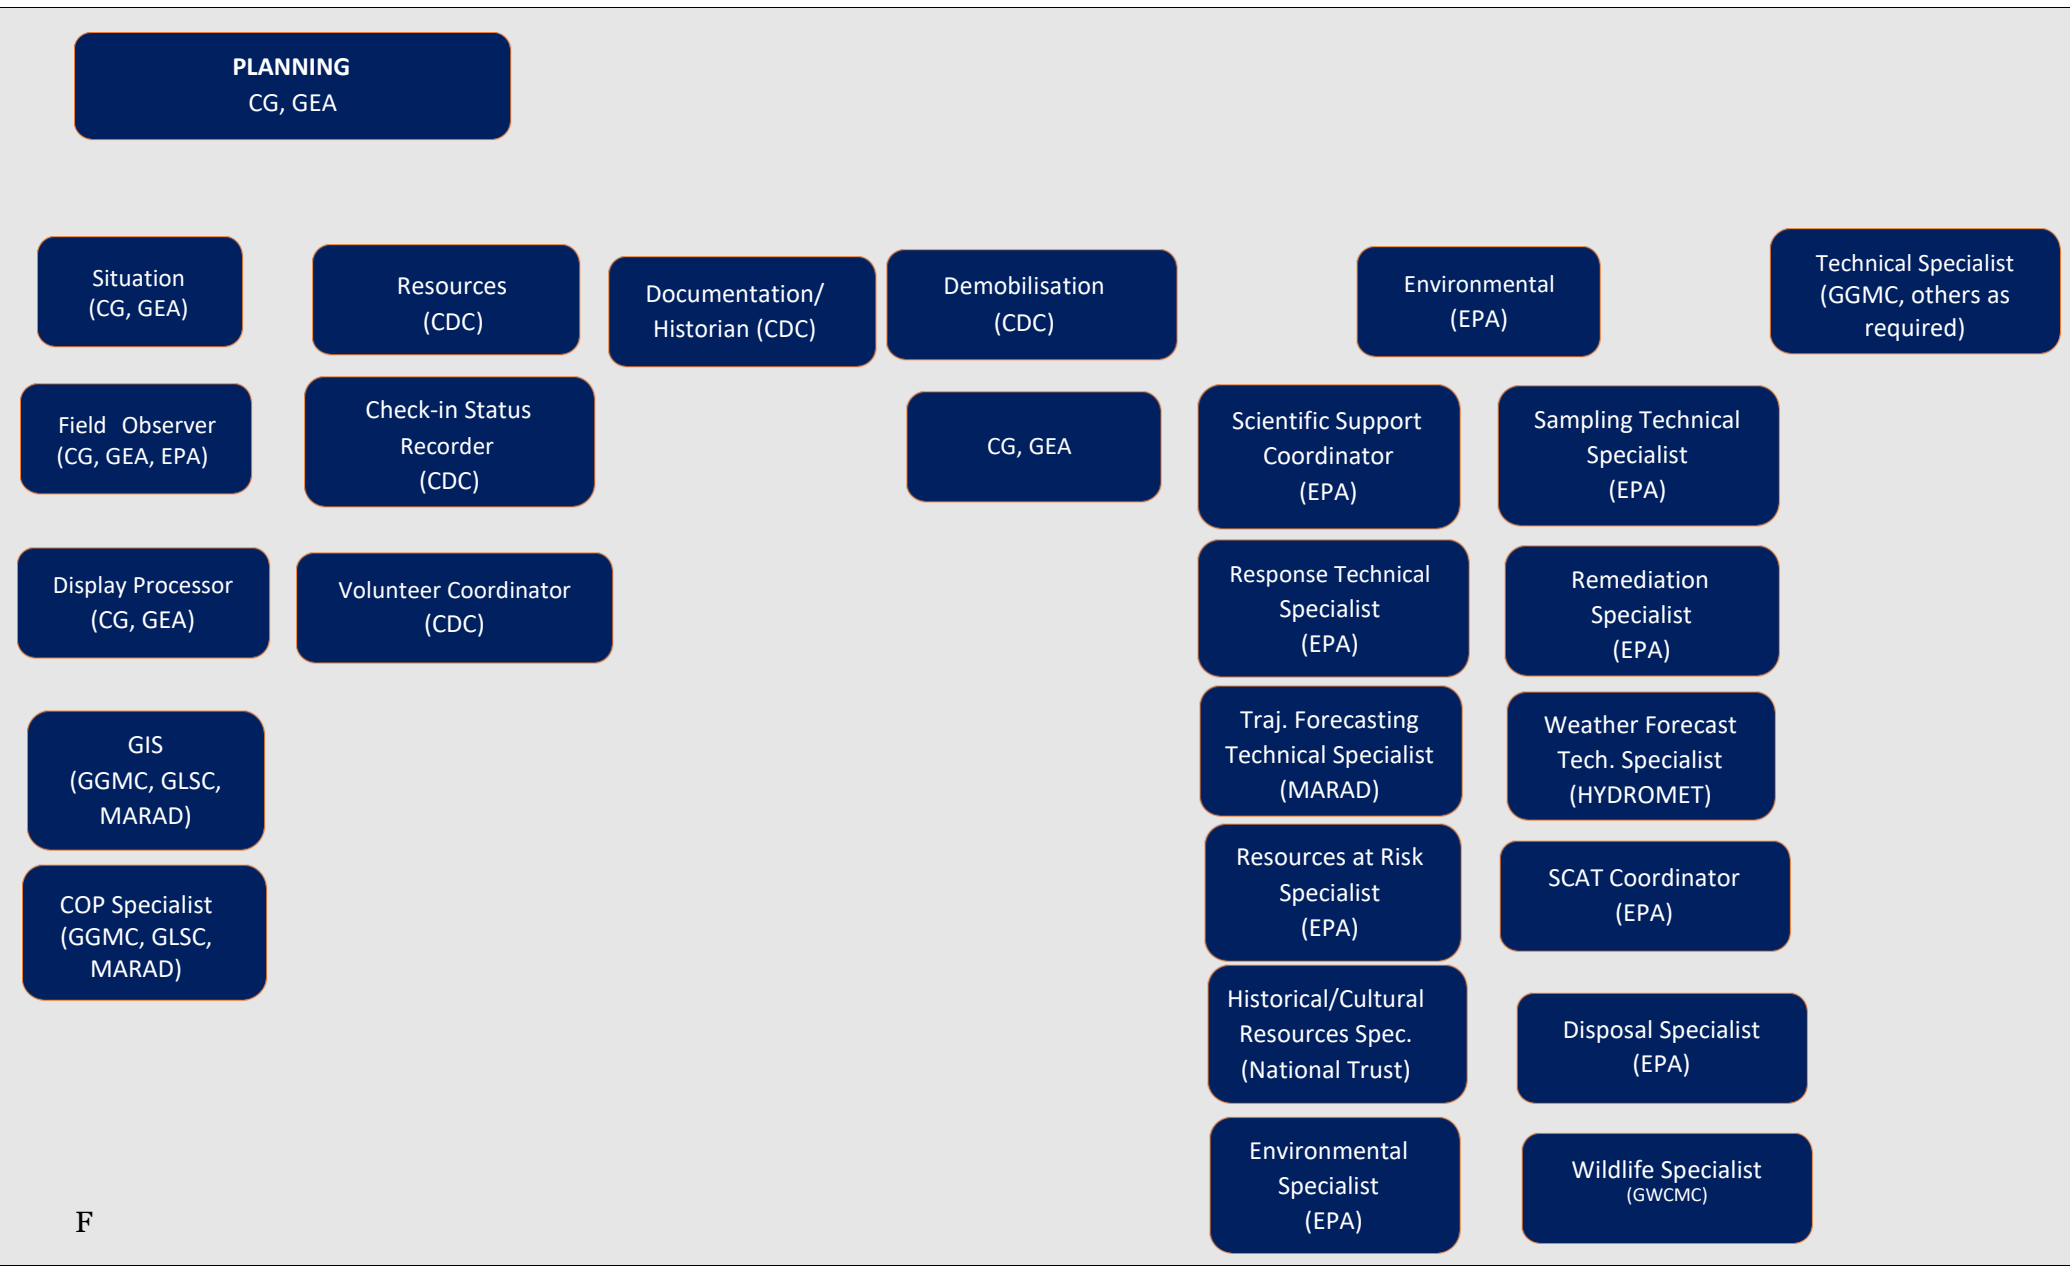 PLANNING
CG, GEA
Situation
(CG, GEA)
Resources
(CDC)
Documentation/
Historian (CDC)
Demobilisation
(CDC)
Environmental
(EPA)
Technical Specialist
(GGMC, others as
required)
Field Observer
(CG, GEA, EPA)
Check-in Status
Recorder
(CDC)
CG, GEA
Scientific Support
Coordinator
(EPA)
Sampling Technical
Specialist
(EPA)
Display Processor
(CG, GEA)
Volunteer Coordinator
(CDC)
Response Technical
Specialist
(EPA)
Remediation
Specialist
(EPA)
GIS
(GGMC, GLSC,
MARAD)
Traj. Forecasting
Technical Specialist
(MARAD)
Weather Forecast
Tech. Specialist
(HYDROMET)
COP Specialist
(GGMC, GLSC,
MARAD)
Resources at Risk
Specialist
(EPA)
SCAT Coordinator
(EPA)
Historical/Cultural
Resources Spec.
(National Trust)
Disposal Specialist
(EPA)
Environmental
Specialist
(EPA)
Wildlife Specialist
(GWCMC)
F